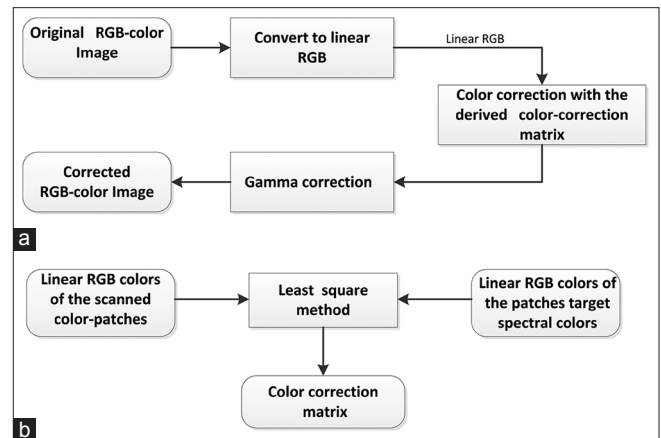 Original RGB-color
Image
Convert to linear
RGB
Linear RGB
Color correction with the
derived color-correction
matrix
Corrected
RGB-color Image
Gamma correction
a
Linear RGB colors
of the scanned
color-patches
Least square
method
Linear RGB colors of
the patches target
spectral colors
Color correction
matrix
b